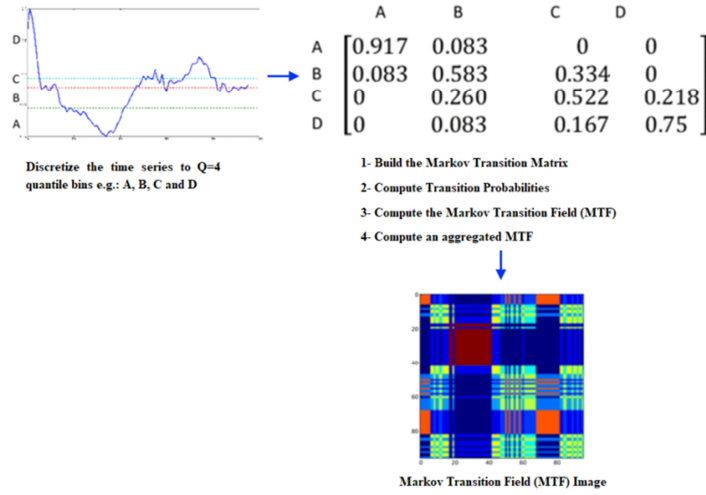 A B C D
D
C
B
A
A 0.917 0.083 0 0
B 0.083 0.583 0.334 0
C 0 0.260 0.522 0.218
D 0 0.083 0.167 0.75
Discretize the time series to Q=4
quantile bins e.g.: A, B, C and D
1- Build the Markov Transition Matrix
2- Compute Transition Probabilities
3- Compute the Markov Transition Field (MTF)
4- Compute an aggregated MTF
0
20
40
60
80
0 20 40 60 80
Markov Transition Field (MTF) Image